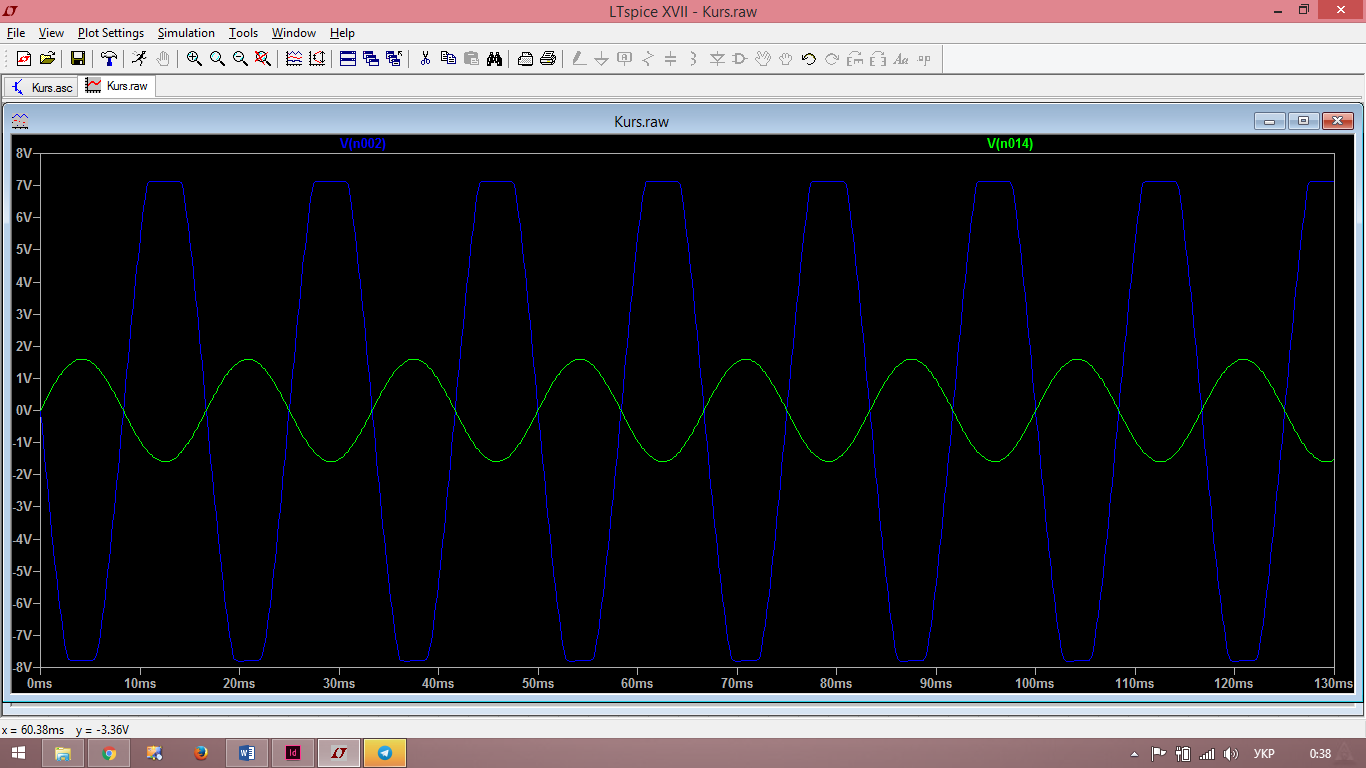 LTspice XVII - Kurs.raw
File View Plot Settings Simulation Tools Window Help
Kurs.asc Kurs.raw
Kurs.raw
V(n002) V(n014)
8V
7V
6V
5V
4V
3V
2V
1V
0V
-1V
-2V
-3V
-4V
-5V
-6V
-7V
-8V
0ms 10ms 20ms 30ms 40ms 50ms 60ms 70ms 80ms 90ms 100ms 110ms 120ms 130ms
x = 60.38ms y = -3.36V
УКР 0:38